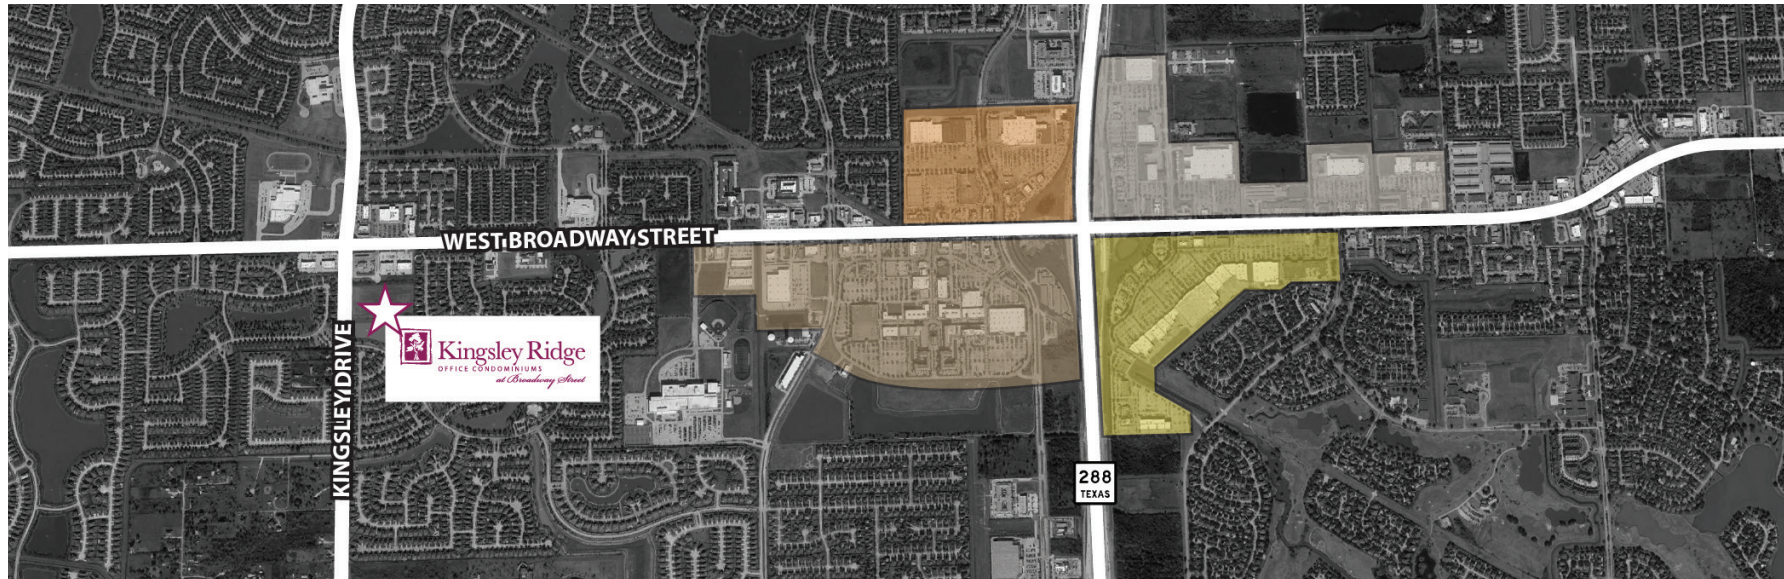 WEST BROADWAY STREET
KINGSLEY DRIVE
Kingsley Ridge
OFFICE CONDOMINIUMS
at Broadway Street
288
TEXAS